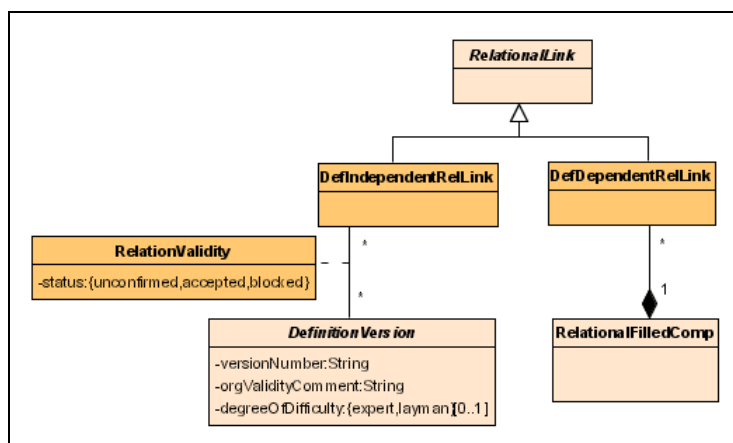 RelationalLink
DefIndependentRelLink
DefDependentRelLink
RelationValidity
-status:{unconfirmed,accepted,blocked}
*
*
*
1
DefinitionVersion
-versionNumber:String
-orgValidityComment:String
-degreeOfDifficulty:{expert,layman}[0..1]
RelationalFilledComp